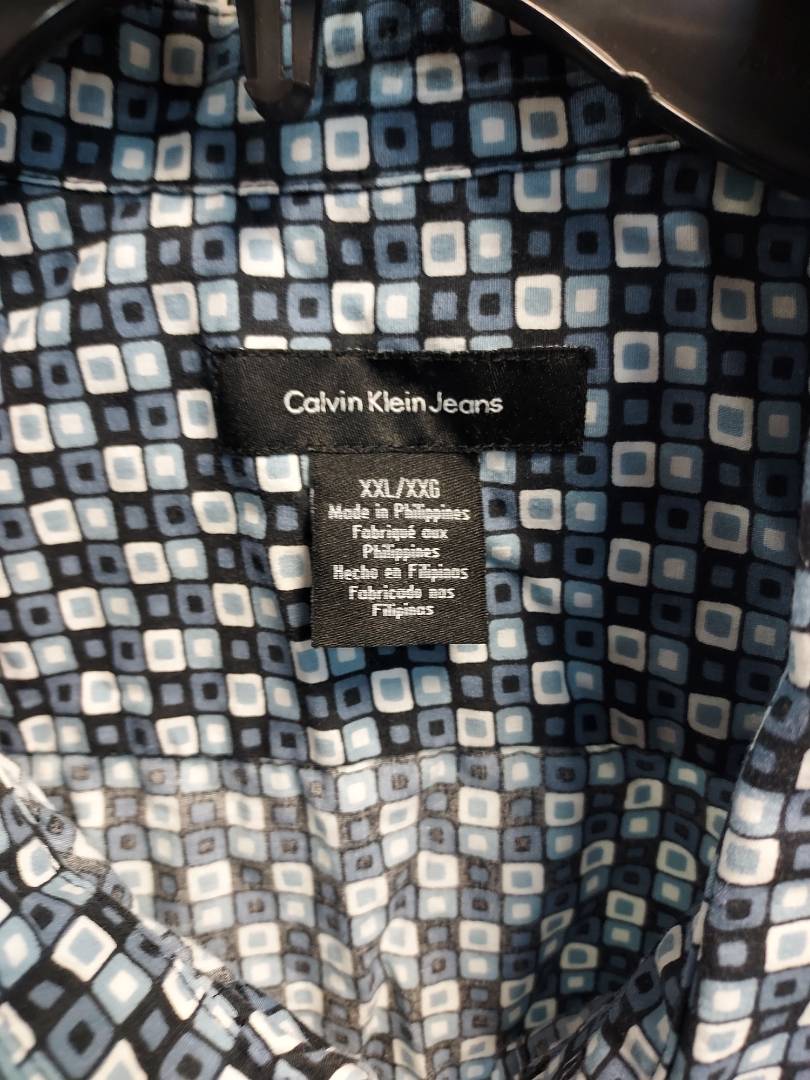 Calvin Klein Jeans
XXL/XXG
Made in Philippines
Fabriqué aux
Philippines
Hecho en Filipinas
Fabricado nas
Filipinas